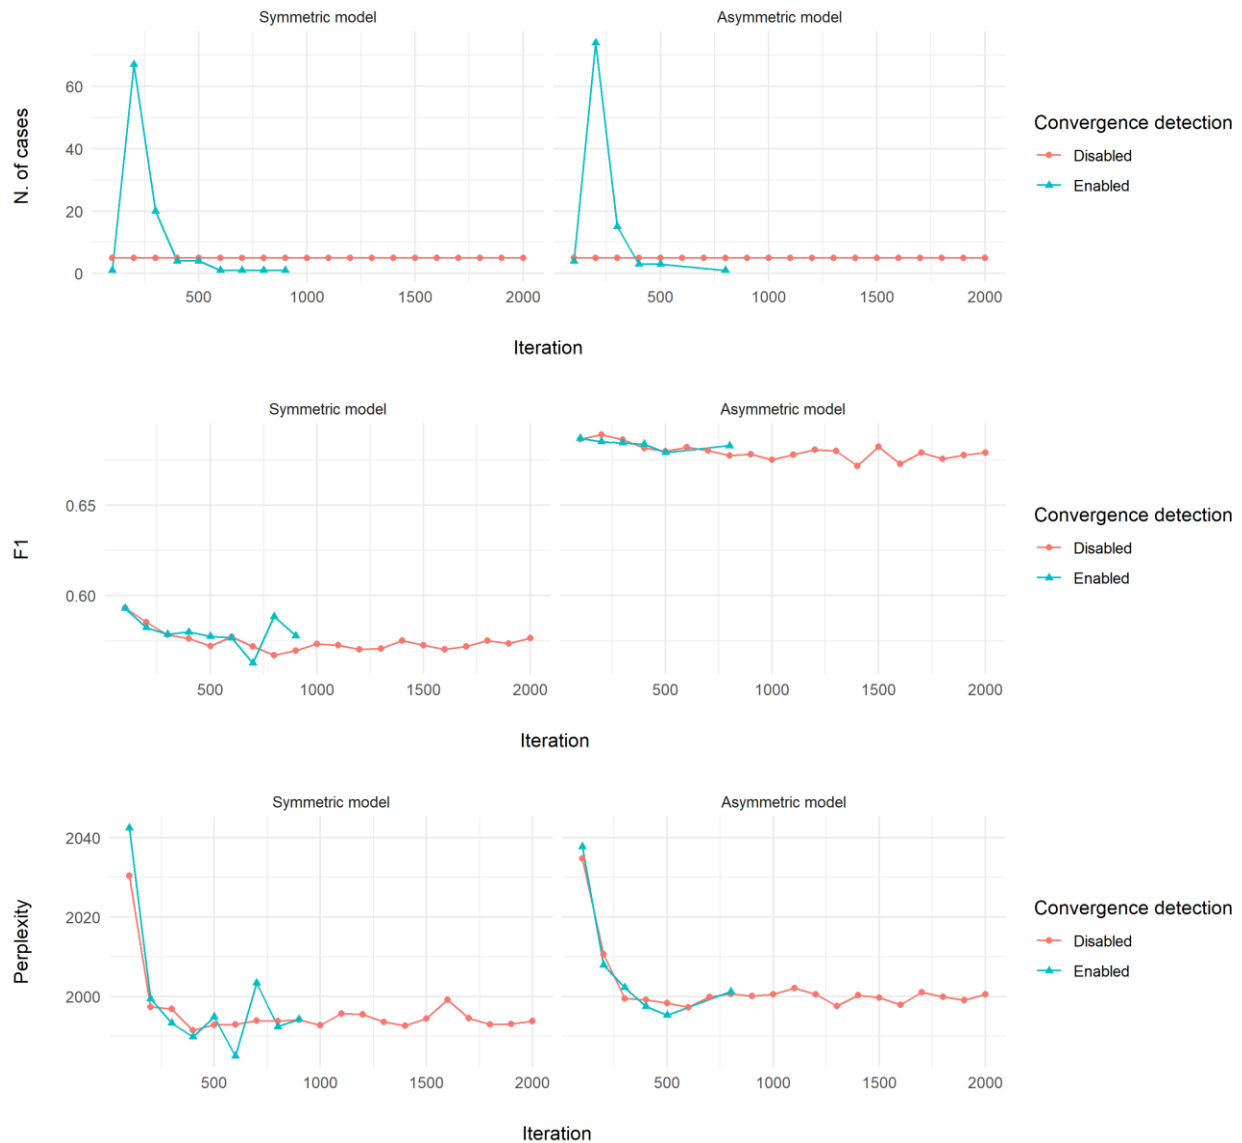 Symmetric model
Asymmetric model
60
40
20
0
N. of cases
500
1000
1500
2000
500
1000
1500
2000
Iteration
Convergence detection
Disabled
Enabled
Symmetric model
Asymmetric model
0.65
0.60
F1
500
1000
1500
2000
500
1000
1500
2000
Iteration
Convergence detection
Disabled
Enabled
Symmetric model
Asymmetric model
2040
2020
2000
Perplexity
500
1000
1500
2000
500
1000
1500
2000
Iteration
Convergence detection
Disabled
Enabled